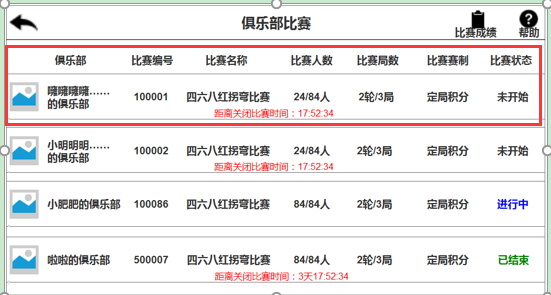 俱乐部比赛
比赛成绩 帮助
俱乐部 比赛编号 比赛名称 比赛人数 比赛局数 比赛赛制 比赛状态
嚯嚯嚯嚯……
的俱乐部 100001 四六八红拐弯比赛 24/84人 2轮/3局 定局积分 未开始
距离关闭比赛时间：17:52:34
小明明明……
的俱乐部 100002 四六八红拐弯比赛 24/84人 2轮/3局 定局积分 未开始
距离关闭比赛时间：17:52:34
小肥肥的俱乐部 100086 四六八红拐弯比赛 84/84人 2轮/3局 定局积分 进行中
啦啦的俱乐部 500007 四六八红拐弯比赛 84/84人 2轮/3局 定局积分 已结束
距离关闭比赛时间：3天17:52:34